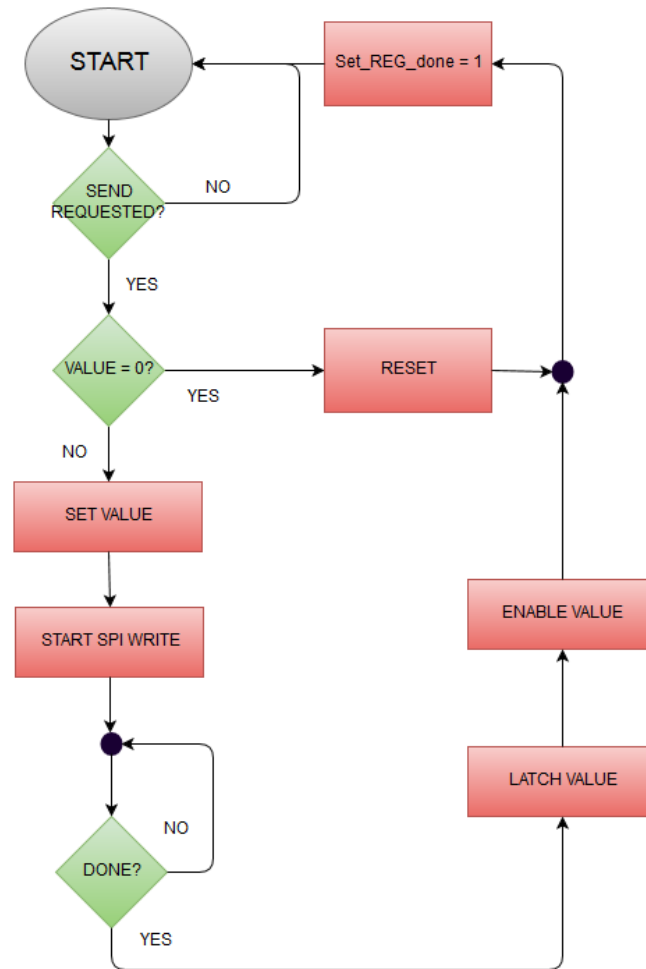 START
Set_REG_done = 1
SEND
REQUESTED?
NO
YES
VALUE = 0?
YES
RESET
NO
SET VALUE
ENABLE VALUE
START SPI WRITE
LATCH VALUE
NO
DONE?
YES